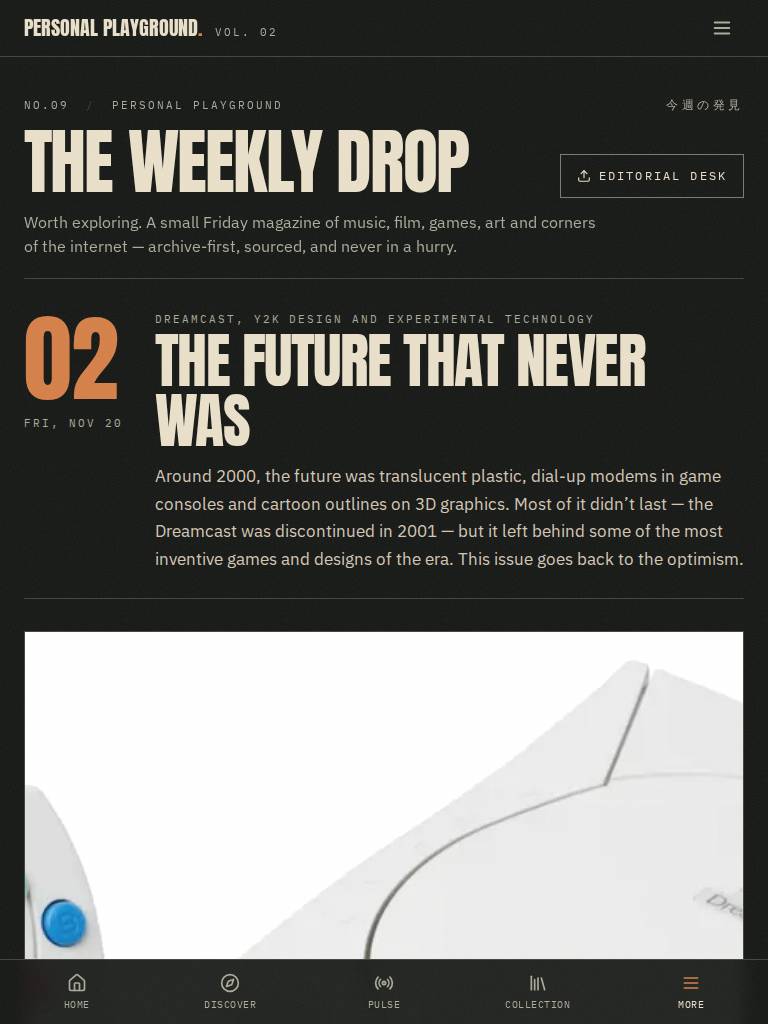 PERSONAL PLAYGROUND. VOL. 02
NO.09 / PERSONAL PLAYGROUND
今週の発見
THE WEEKLY DROP
EDITORIAL DESK
Worth exploring. A small Friday magazine of music, film, games, art and corners
of the internet — archive-first, sourced, and never in a hurry.
02
FRI, NOV 20
DREAMCAST, Y2K DESIGN AND EXPERIMENTAL TECHNOLOGY
THE FUTURE THAT NEVER
WAS
Around 2000, the future was translucent plastic, dial-up modems in game
consoles and cartoon outlines on 3D graphics. Most of it didn’t last — the
Dreamcast was discontinued in 2001 — but it left behind some of the most
inventive games and designs of the era. This issue goes back to the optimism.
HOME
DISCOVER
PULSE
COLLECTION
MORE